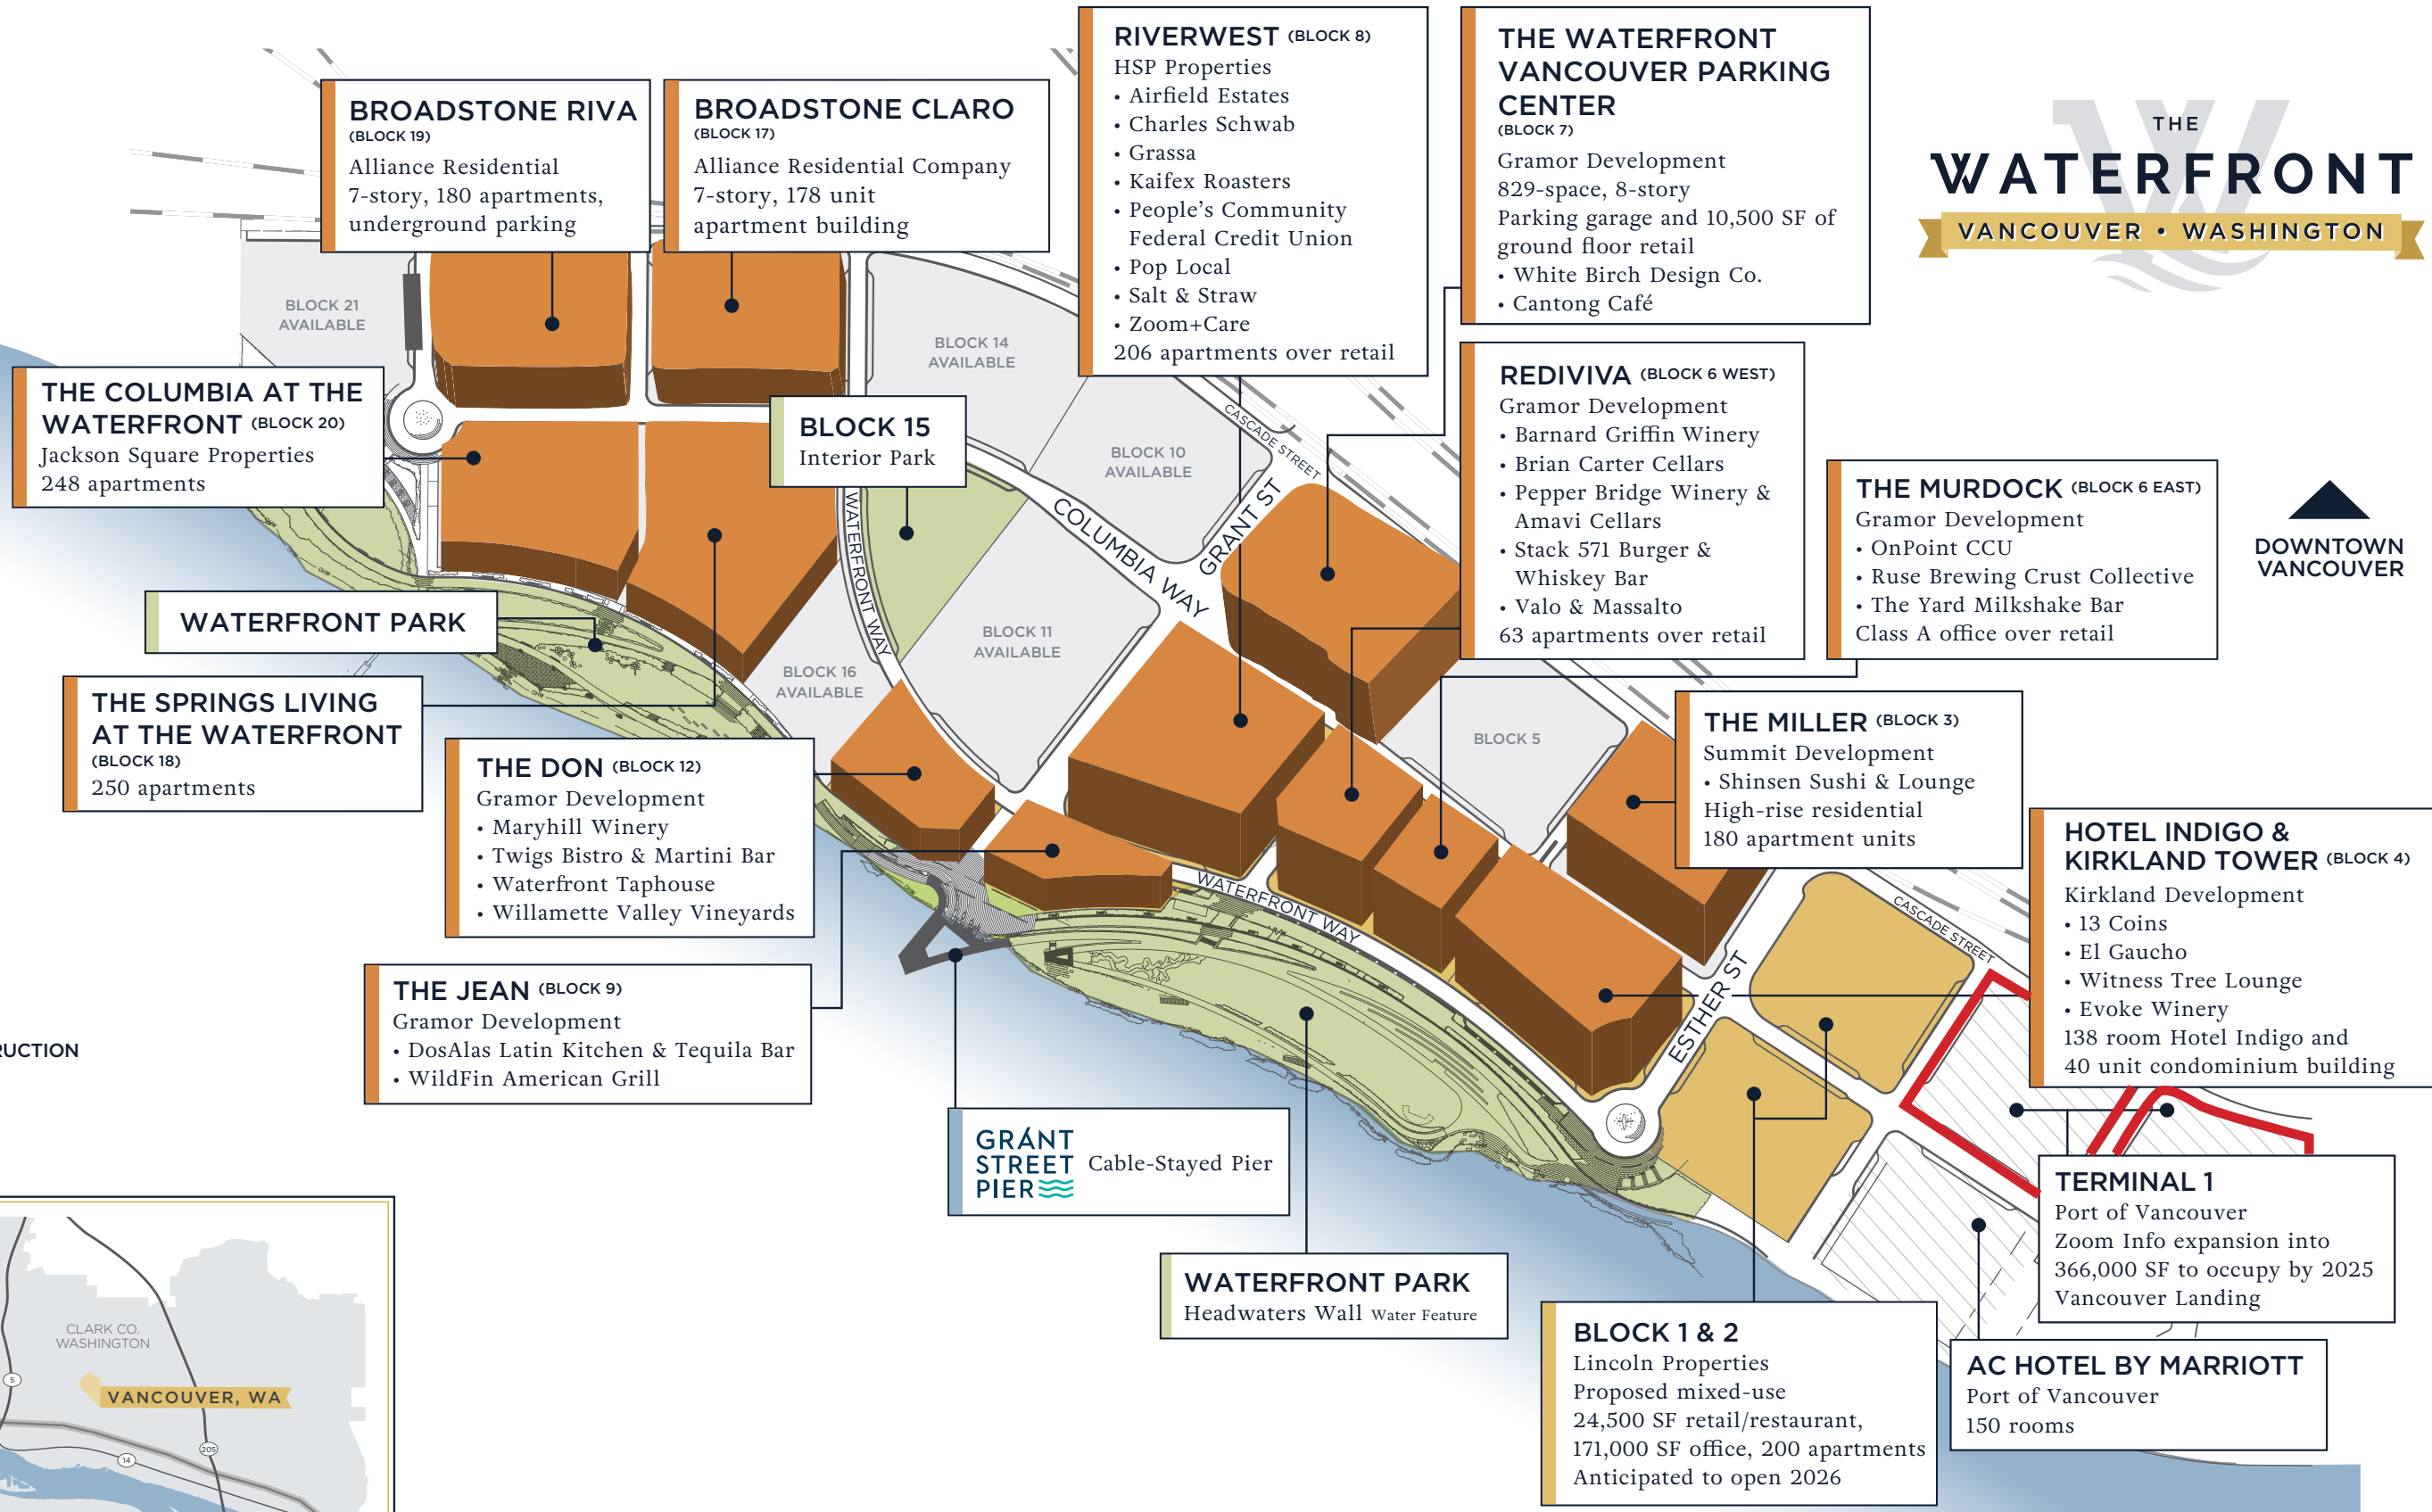 THE
WATERFRONT
VANCOUVER • WASHINGTON
BROADSTONE RIVA
(BLOCK 19)
Alliance Residential
7-story, 180 apartments,
underground parking
BROADSTONE CLARO
(BLOCK 17)
Alliance Residential Company
7-story, 178 unit
apartment building
RIVERWEST (BLOCK 8)
HSP Properties
• Airfield Estates
• Charles Schwab
• Grassa
• Kaifex Roasters
• People's Community
Federal Credit Union
• Pop Local
• Salt & Straw
• Zoom+Care
206 apartments over retail
THE WATERFRONT
VANCOUVER PARKING
CENTER
(BLOCK 7)
Gramor Development
829-space, 8-story
Parking garage and 10,500 SF of
ground floor retail
• White Birch Design Co.
• Cantong Café
BLOCK 21
AVAILABLE
BLOCK 14
AVAILABLE
THE COLUMBIA AT THE
WATERFRONT (BLOCK 20)
Jackson Square Properties
248 apartments
BLOCK 15
Interior Park
BLOCK 10
AVAILABLE
CASCADE STREET
REDIVIVA (BLOCK 6 WEST)
Gramor Development
• Barnard Griffin Winery
• Brian Carter Cellars
• Pepper Bridge Winery &
Amavi Cellars
• Stack 571 Burger &
Whiskey Bar
• Valo & Massalto
63 apartments over retail
THE MURDOCK (BLOCK 6 EAST)
Gramor Development
• OnPoint CCU
• Ruse Brewing Crust Collective
• The Yard Milkshake Bar
Class A office over retail
DOWNTOWN
VANCOUVER
COLUMBIA WAY
GRANT ST
WATERFRONT WAY
WATERFRONT PARK
BLOCK 11
AVAILABLE
BLOCK 16
AVAILABLE
THE SPRINGS LIVING
AT THE WATERFRONT
(BLOCK 18)
250 apartments
THE DON (BLOCK 12)
Gramor Development
• Maryhill Winery
• Twigs Bistro & Martini Bar
• Waterfront Taphouse
• Willamette Valley Vineyards
BLOCK 5
THE MILLER (BLOCK 3)
Summit Development
• Shinsen Sushi & Lounge
High-rise residential
180 apartment units
HOTEL INDIGO &
KIRKLAND TOWER (BLOCK 4)
Kirkland Development
• 13 Coins
• El Gaucho
• Witness Tree Lounge
• Evoke Winery
138 room Hotel Indigo and
40 unit condominium building
WATERFRONT WAY
CASCADE STREET
ESTHER ST
THE JEAN (BLOCK 9)
Gramor Development
• DosAlas Latin Kitchen & Tequila Bar
• WildFin American Grill
GRANT
STREET
PIER
Cable-Stayed Pier
WATERFRONT PARK
Headwaters Wall Water Feature
TERMINAL 1
Port of Vancouver
Zoom Info expansion into
366,000 SF to occupy by 2025
Vancouver Landing
BLOCK 1 & 2
Lincoln Properties
Proposed mixed-use
24,500 SF retail/restaurant,
171,000 SF office, 200 apartments
Anticipated to open 2026
AC HOTEL BY MARRIOTT
Port of Vancouver
150 rooms
RUCTION
CLARK CO.
WASHINGTON
VANCOUVER, WA
5
205
14
OHW
OHW
OHW